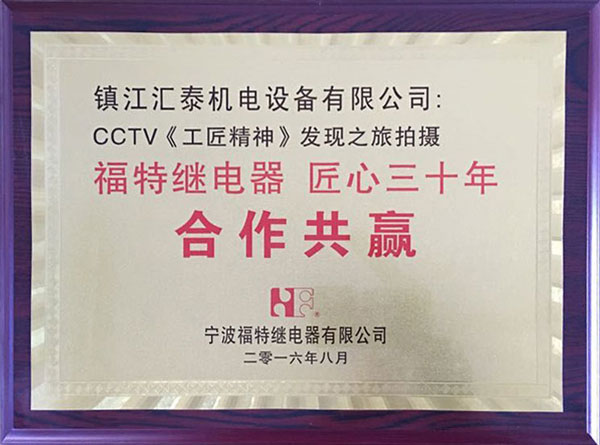 镇江汇泰机电设备有限公司：
CCTV《工匠精神》发现之旅拍摄
福特继电器 匠心三十年
合作共赢
HF®
宁波福特继电器有限公司
二零一六年八月